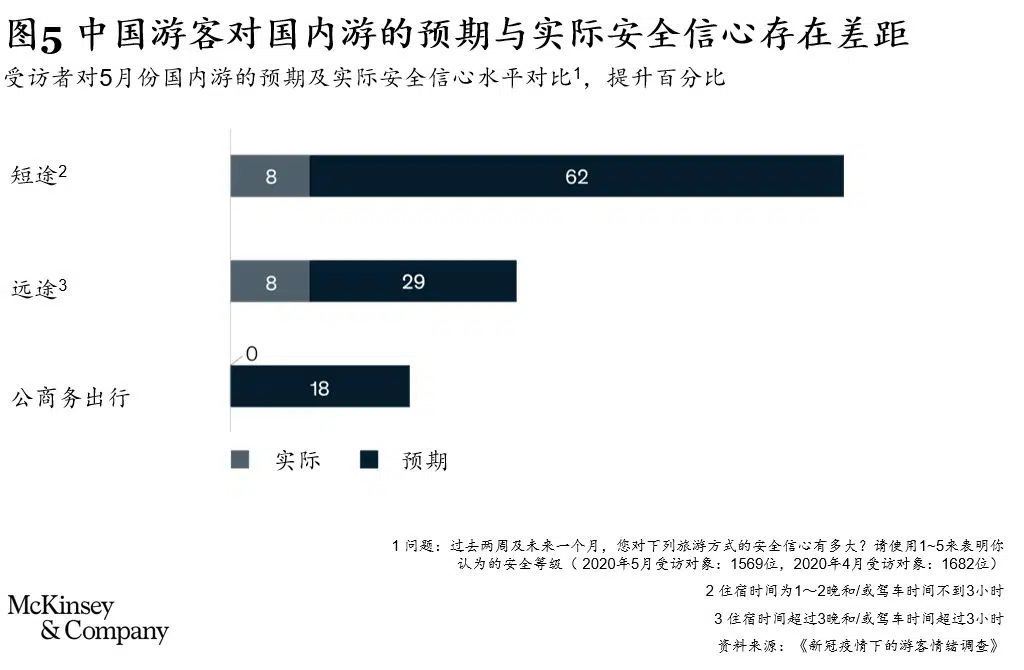 图5 中国游客对国内游的预期与实际安全信心存在差距
受访者对5月份国内游的预期及实际安全信心水平对比1，提升百分比
短途2
8
62
远途3
8
29
0
公商务出行
18
实际
预期
1 问题：过去两周及未来一个月，您对下列旅游方式的安全信心有多大？请使用1~5来表明你
认为的安全等级（ 2020年5月受访对象：1569位，2020年4月受访对象：1682位）
2 住宿时间为1～2晚和/或驾车时间不到3小时
3 住宿时间超过3晚和/或驾车时间超过3小时
资料来源：《新冠疫情下的游客情绪调查》
McKinsey
& Company